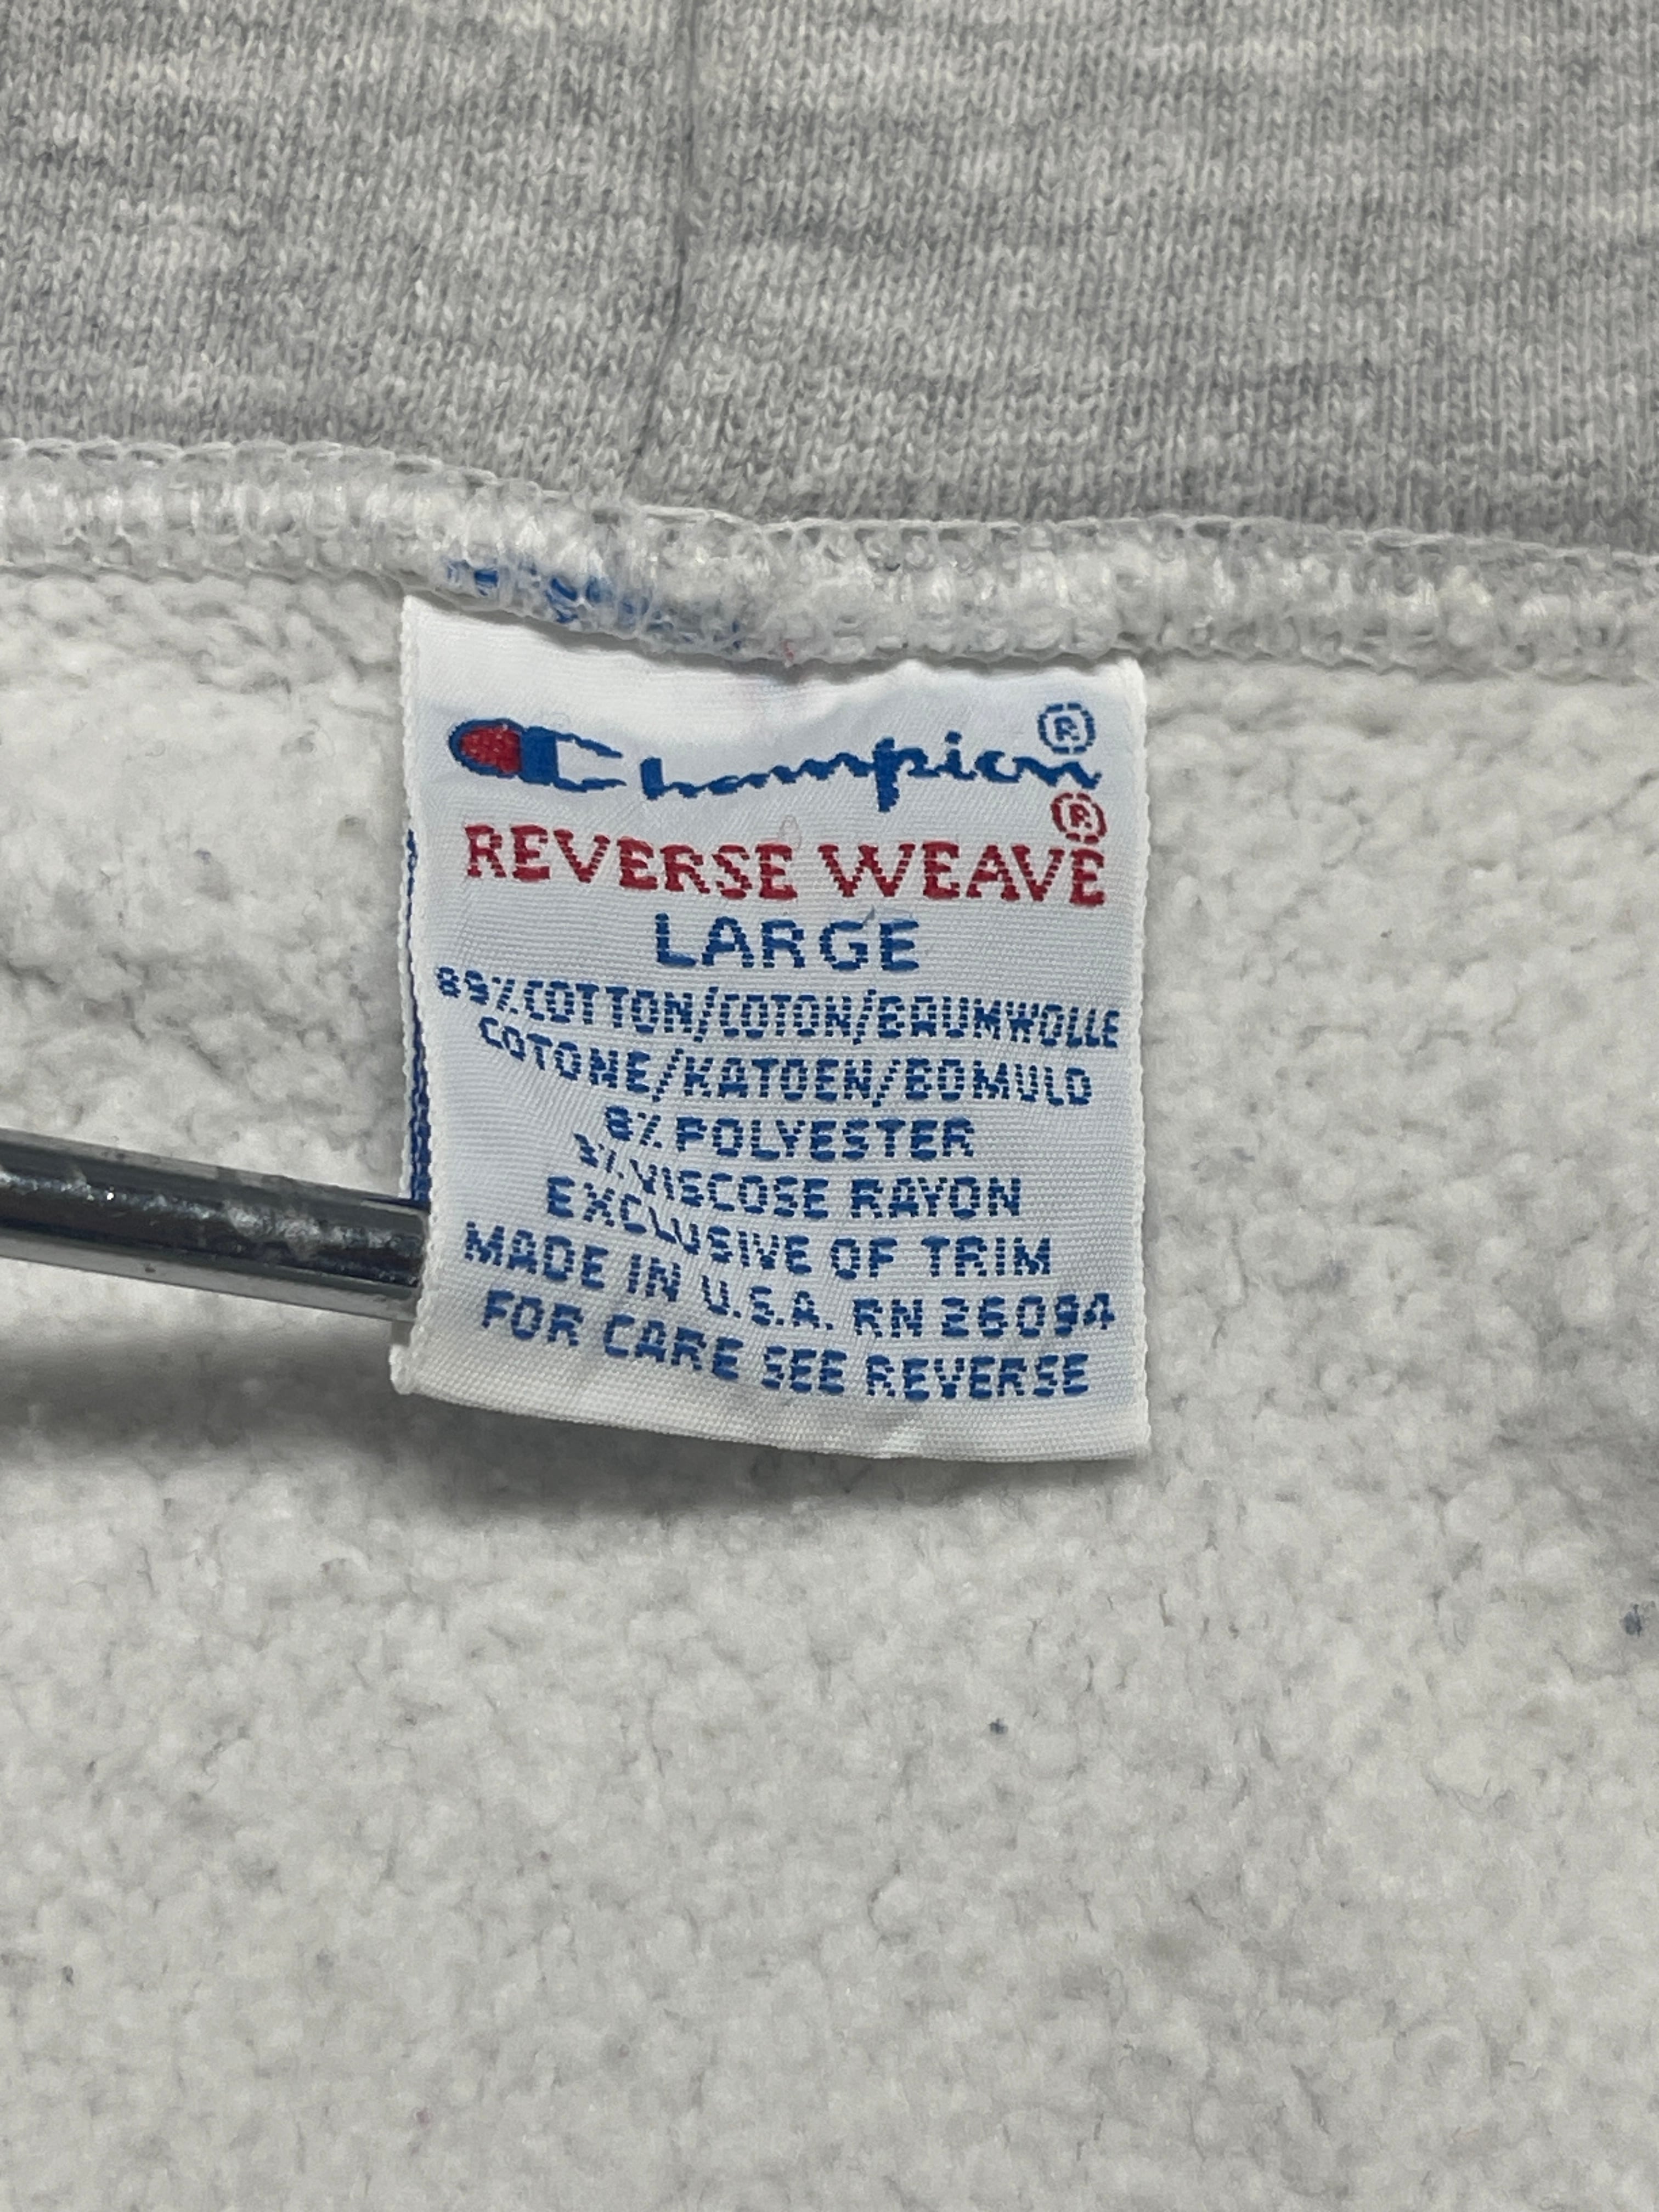 Champion®
REVERSE WEAVE®
LARGE
89% COTTON/COTON/BAUMWOLLE
COTONE/KATOEN/BOMULD
8% POLYESTER
3% VISCOSE RAYON
EXCLUSIVE OF TRIM
MADE IN U.S.A. RN 26094
FOR CARE SEE REVERSE